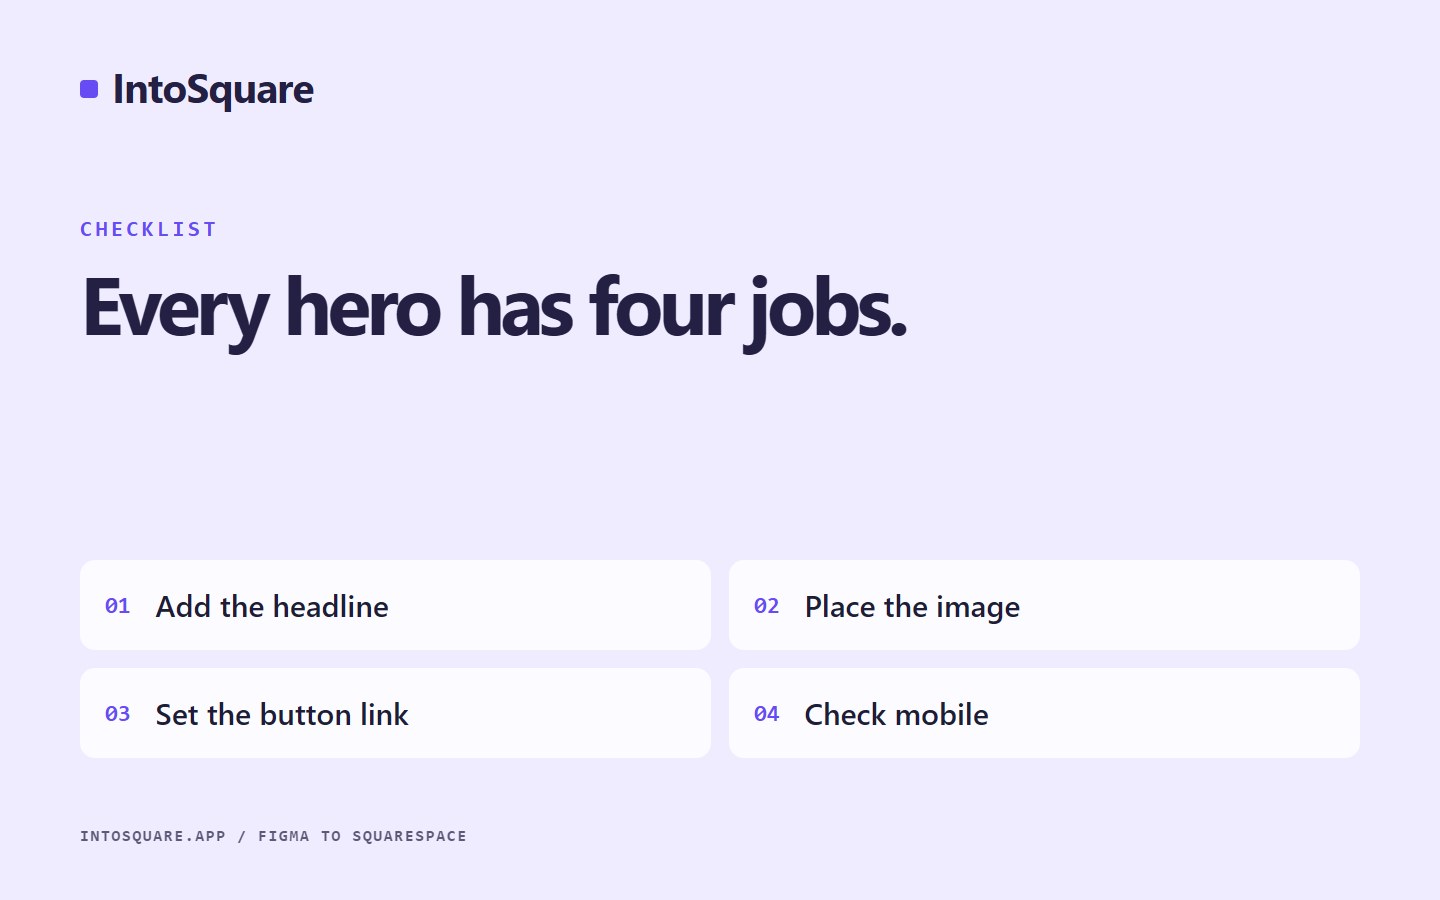 IntoSquare
CHECKLIST
Every hero has four jobs.
01 Add the headline
02 Place the image
03 Set the button link
04 Check mobile
INTOSQUARE.APP / FIGMA TO SQUARESPACE